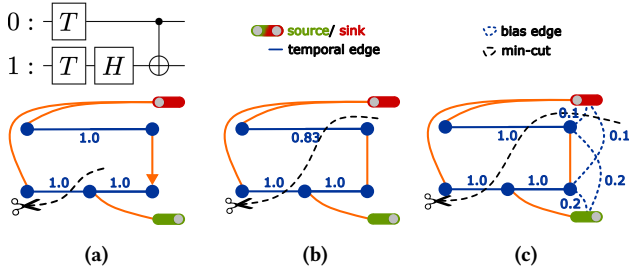 0 : T
1 : T H
source/ sink
temporal edge
bias edge
min-cut
1.0
1.0 1.0
(a)
0.83
1.0 1.0
(b)
0.1
1.0 0.1
1.0 1.0 0.2
0.2
(c)